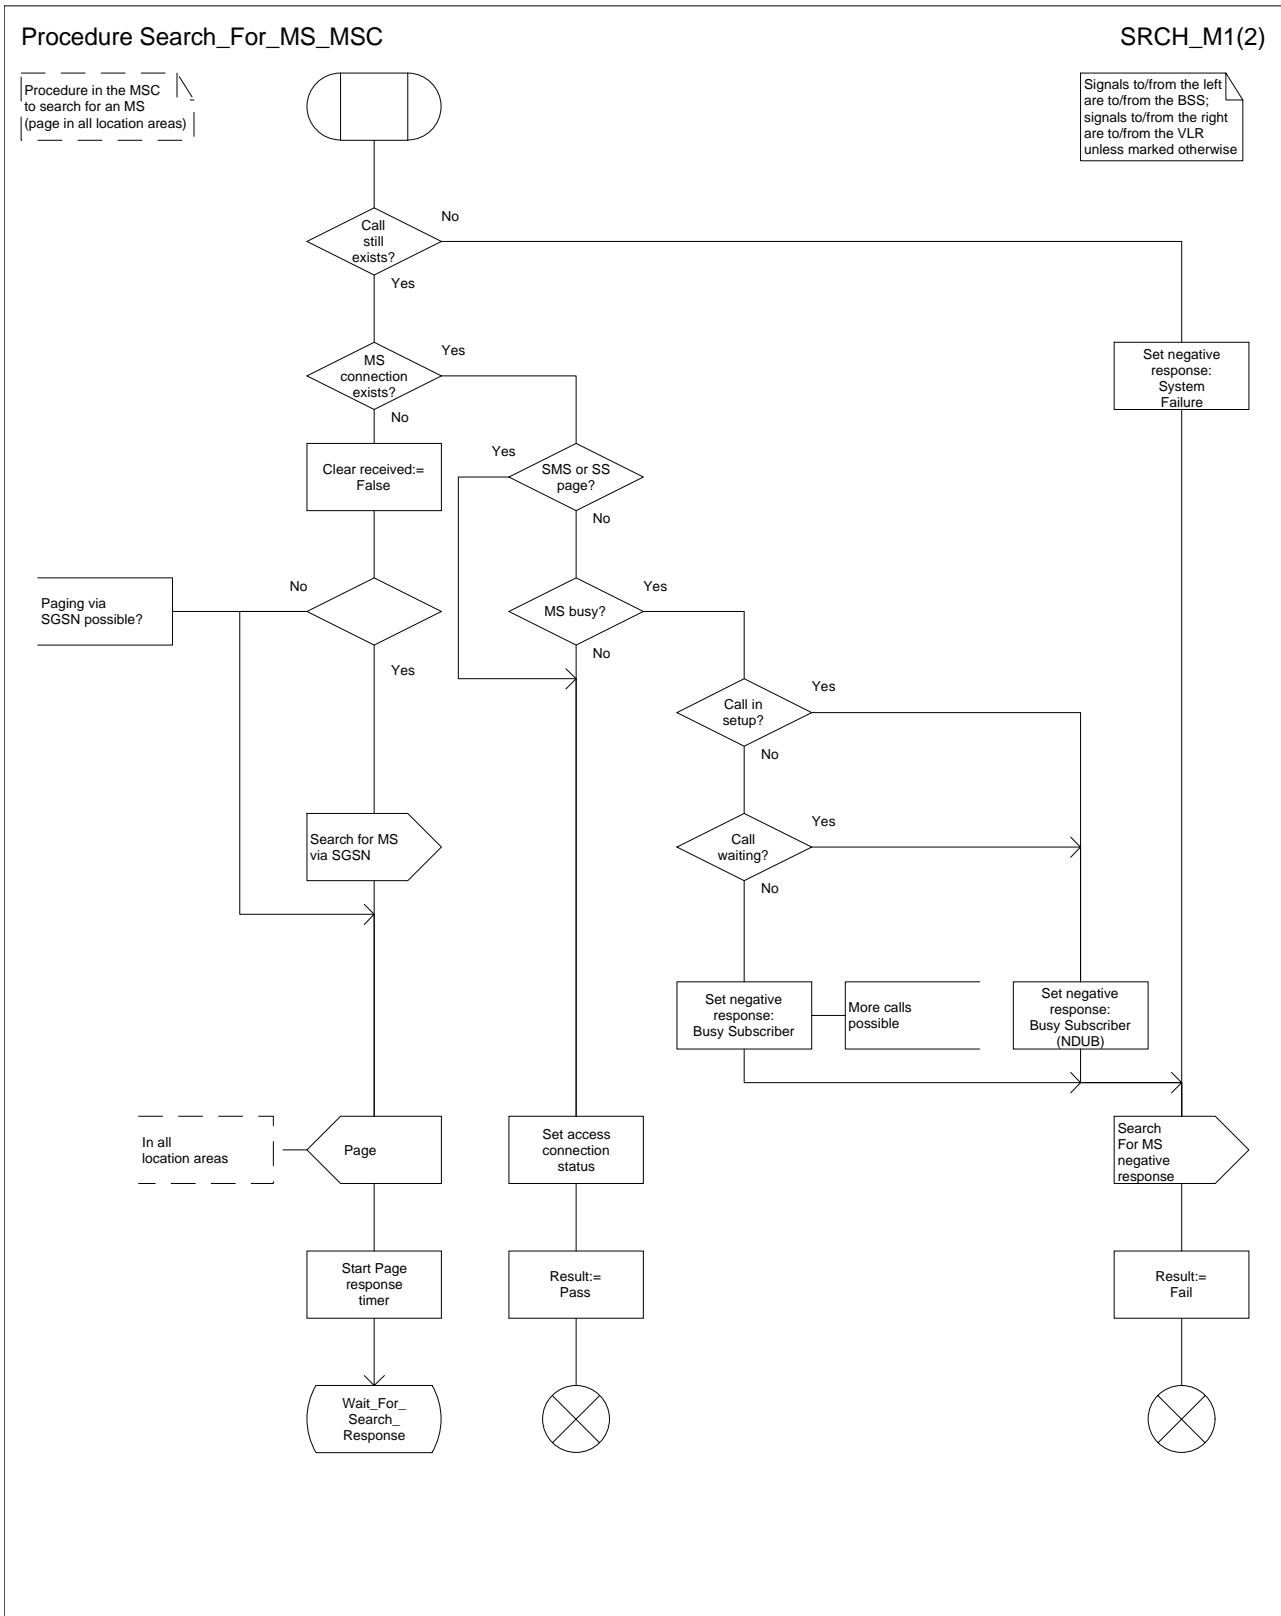 Procedure Search_For_MS_MSC
SRCH_M1(2)
Procedure in the MSC
to search for an MS
(page in all location areas)
Signals to/from the left
are to/from the BSS;
signals to/from the right
are to/from the VLR
unless marked otherwise
Call
still
exists?
No
Yes
MS
connection
exists?
Yes
No
Set negative
response:
System
Failure
Clear received:=
False
Yes
SMS or SS
page?
No
Paging via
SGSN possible?
No
Yes
MS busy?
Yes
No
Call in
setup?
Yes
No
Search for MS
via SGSN
Call
waiting?
Yes
No
Set negative
response:
Busy Subscriber
More calls
possible
Set negative
response:
Busy Subscriber
(NDUB)
In all
location areas
Page
Set access
connection
status
Search
For MS
negative
response
Start Page
response
timer
Result:=
Pass
Result:=
Fail
Wait_For_
Search_
Response